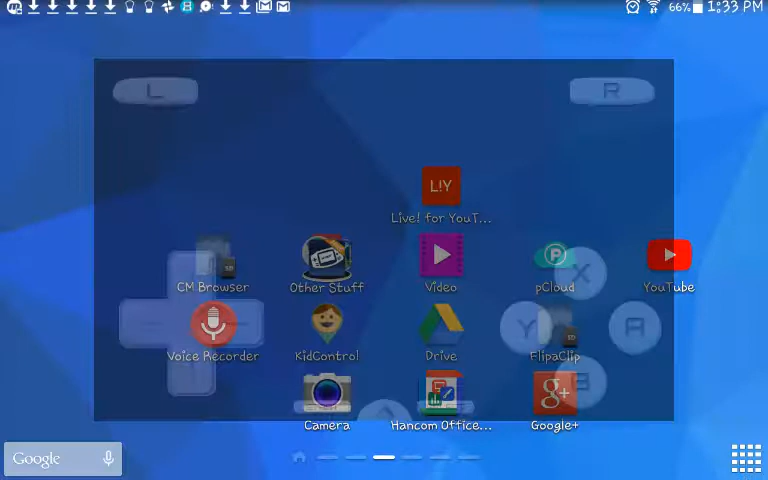 66% 1:33 PM
L R
L!Y
Live! for YouT...
CM Browser Other Stuff Video pCloud YouTube
X
Y A
Voice Recorder KidControl Drive FlipaClip
B
g+
Camera Hancom Office... Google+
Google